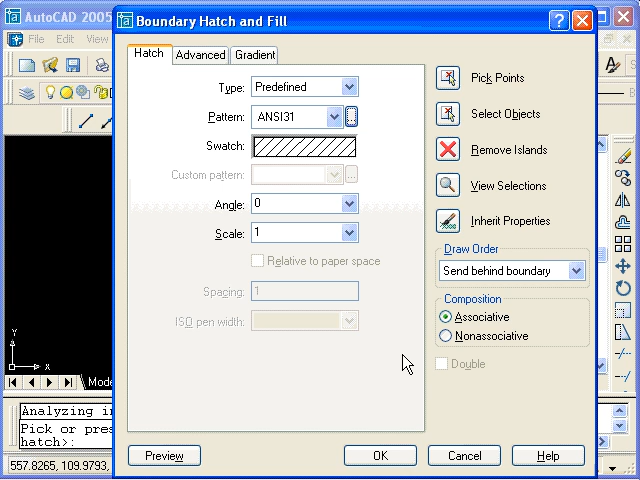 AutoCAD 2005
Boundary Hatch and Fill
File Edit
Hatch Advanced Gradient
Type: Predefined
Pattern: ANSI31
Swatch:
Custom pattern:
Angle: 0
Scale: 1
Relative to paper space
Spacing: 1
ISO pen width:
Pick Points
Select Objects
Remove Islands
View Selections
Inherit Properties
Draw Order
Send behind boundary
Composition
Associative
Nonassociative
Double
Preview OK Cancel Help
Y
X
Mode
Analyzing in
Pick or pres
hatch>:
557.8265, 109.9793,